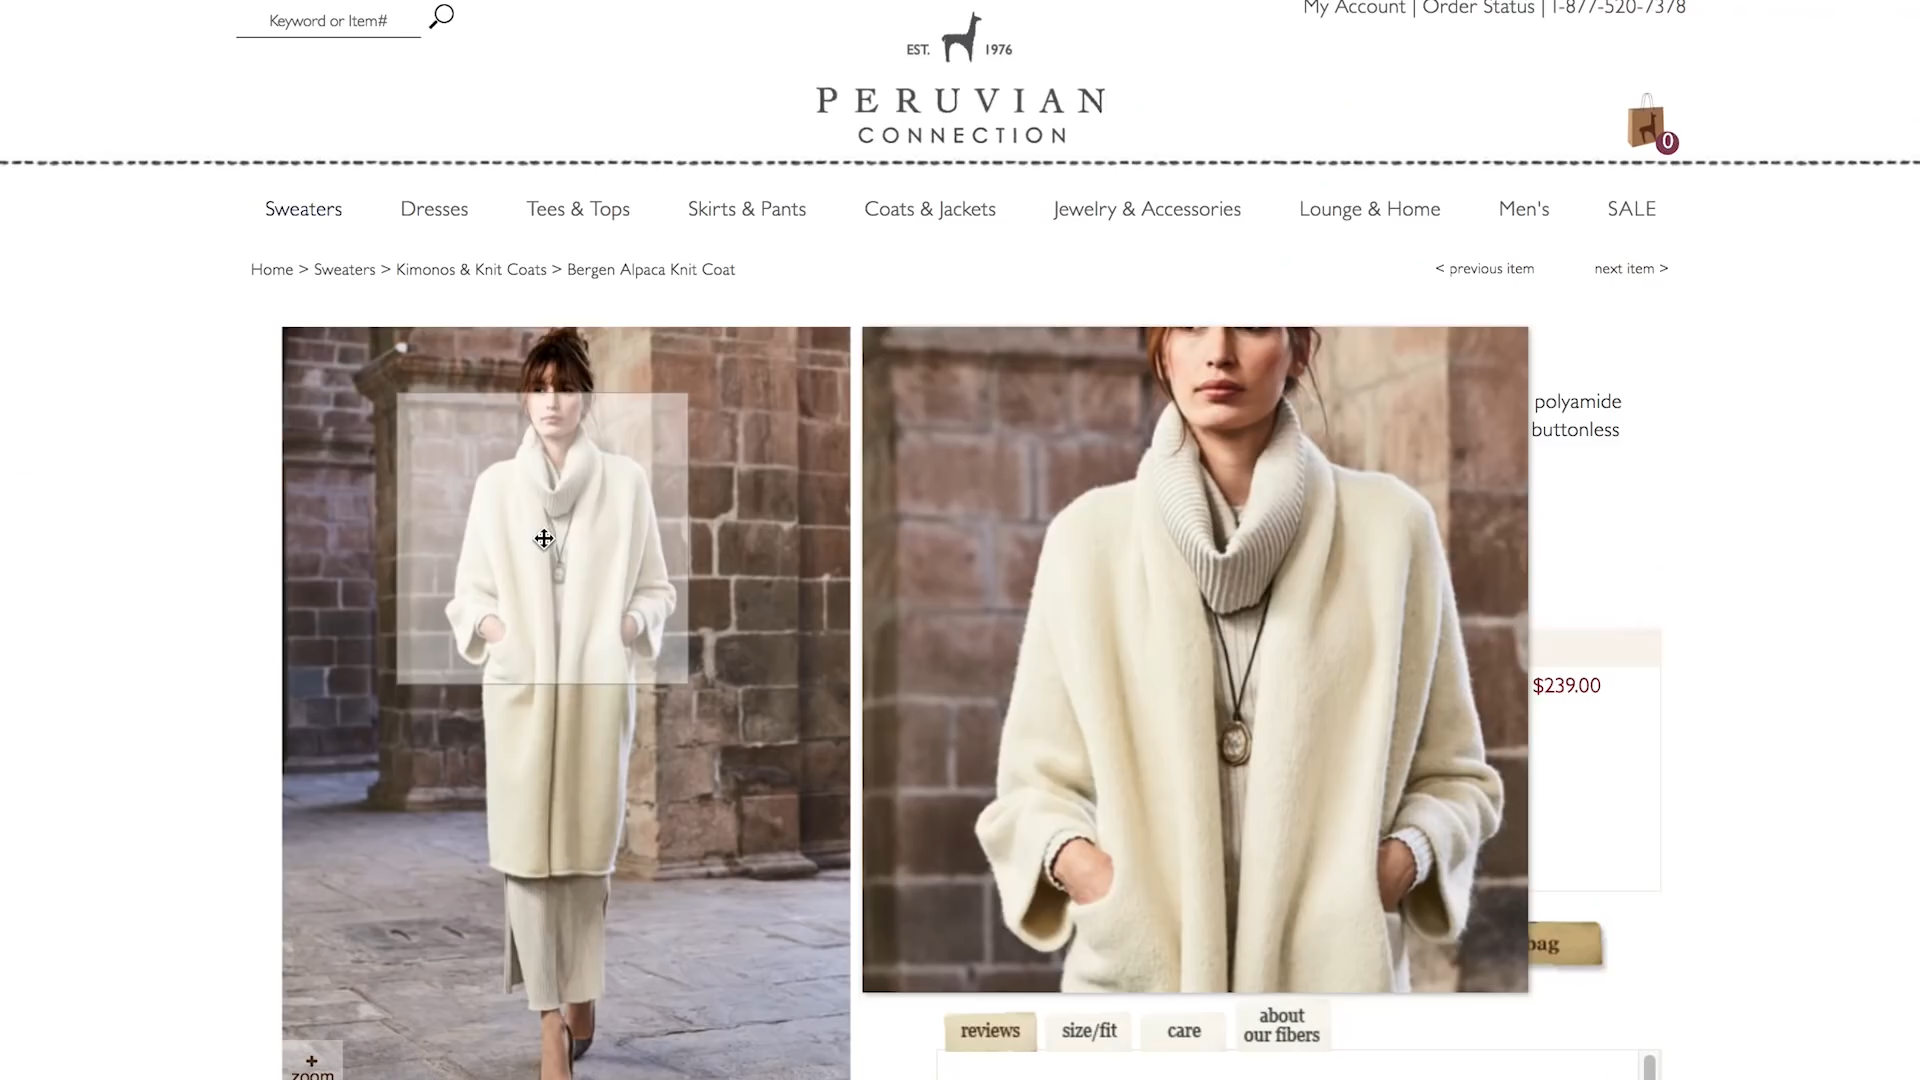 Keyword or Item#
My Account | Order Status | 1-877-520-7378
EST. 1976
PERUVIAN
CONNECTION
0
Sweaters Dresses Tees & Tops Skirts & Pants Coats & Jackets Jewelry & Accessories Lounge & Home Men's SALE
Home > Sweaters > Kimonos & Knit Coats > Bergen Alpaca Knit Coat
< previous item next item >
polyamide
buttonless
$239.00
bag
reviews size/fit care about our fibers
+
zoom